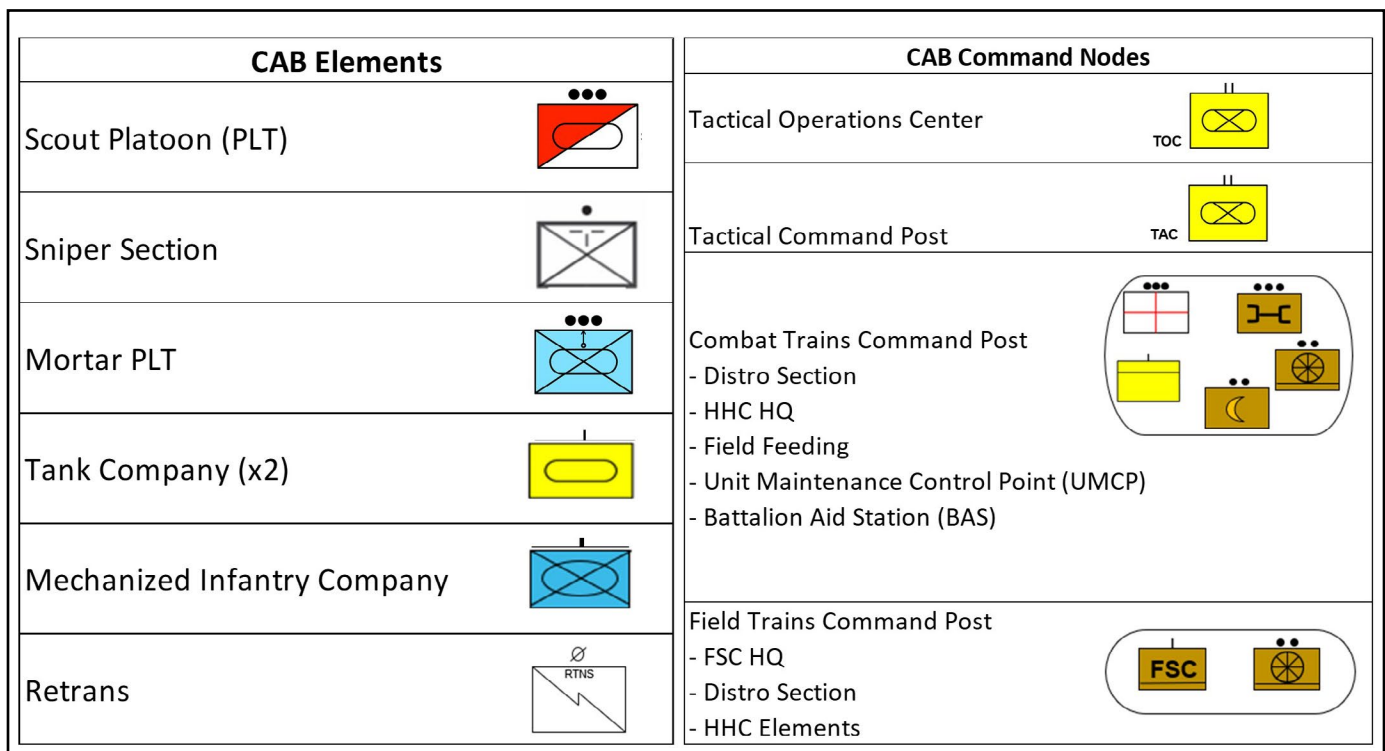 CAB Elements
Scout Platoon (PLT)
Sniper Section
Mortar PLT
Tank Company (x2)
Mechanized Infantry Company
Retrans
RTNS
CAB Command Nodes
Tactical Operations Center
TOC
Tactical Command Post
TAC
Combat Trains Command Post
- Distro Section
- HHC HQ
- Field Feeding
- Unit Maintenance Control Point (UMCP)
- Battalion Aid Station (BAS)
Field Trains Command Post
- FSC HQ
- Distro Section
- HHC Elements
FSC